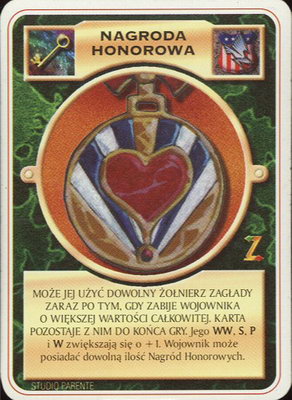 NAGRODA
HONOROWA
Z
MOŻE JEJ UŻYĆ DOWOLNY ŻOŁNIERZ ZAGŁADY
ZARAZ PO TYM, GDY ZABIJE WOJOWNIKA
O WIĘKSZEJ WARTOŚCI CAŁKOWITEJ. KARTA
POZOSTAJE Z NIM DO KOŃCA GRY. Jego WW, S, P
i W zwiększają się o +1. Wojownik może
posiadać dowolną ilość Nagród Honorowych.
STUDIO PARENTE